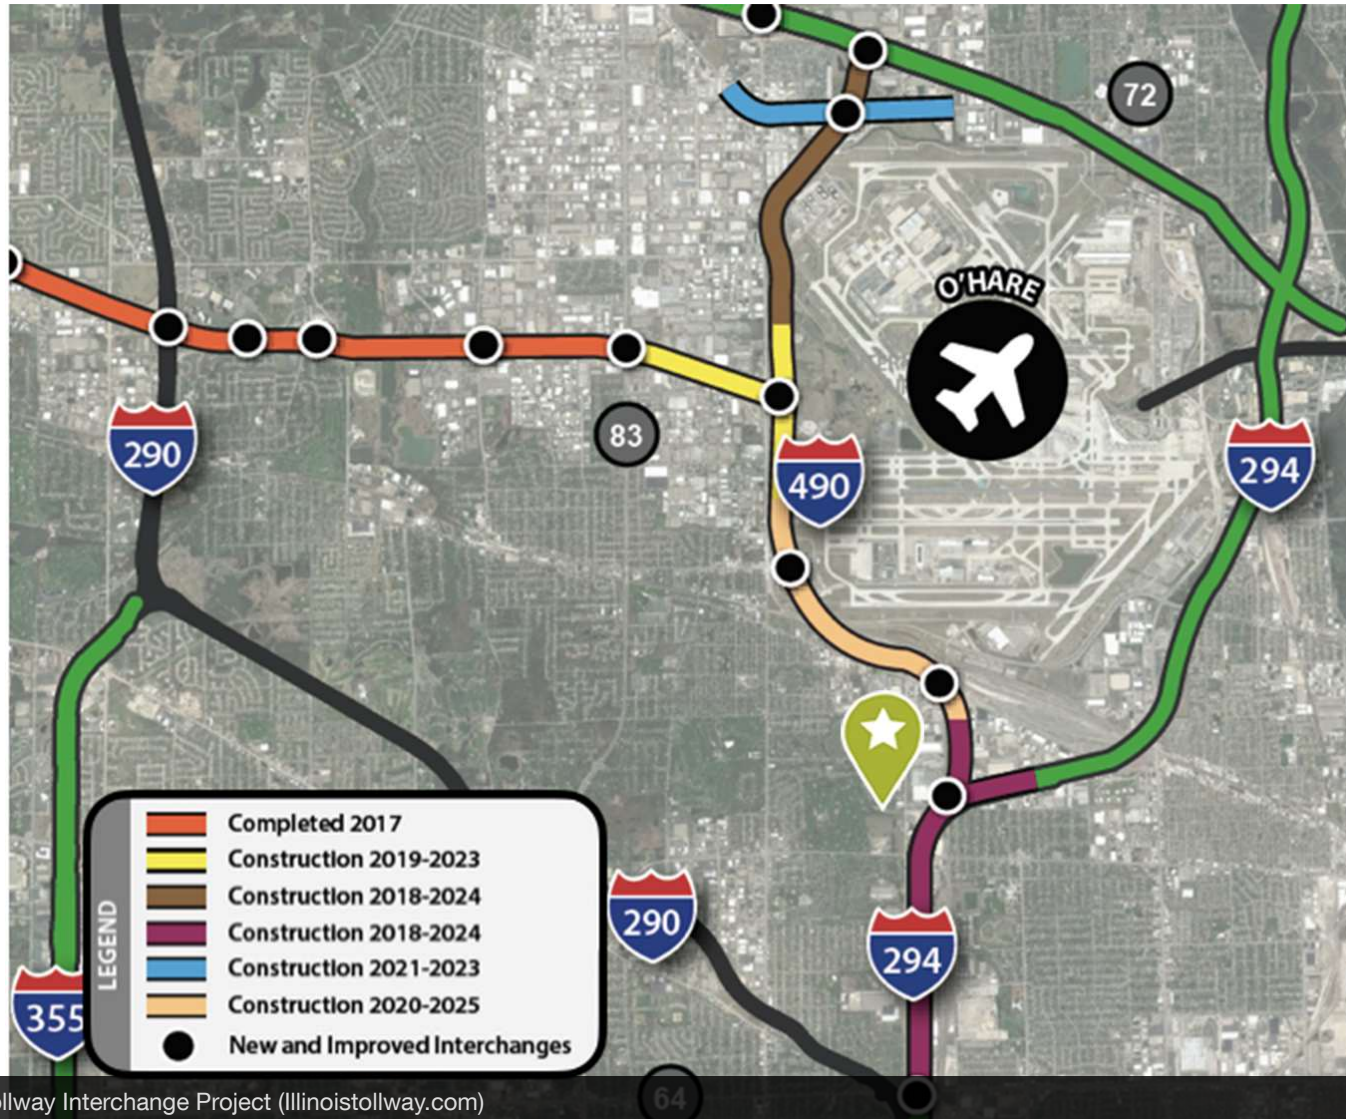 72
O'HARE
83
290
490
294
LEGEND
Completed 2017
Construction 2019-2023
Construction 2018-2024
Construction 2018-2024
Construction 2021-2023
Construction 2020-2025
New and Improved Interchanges
290
294
355
64
llway Interchange Project (Illinoistollway.com)